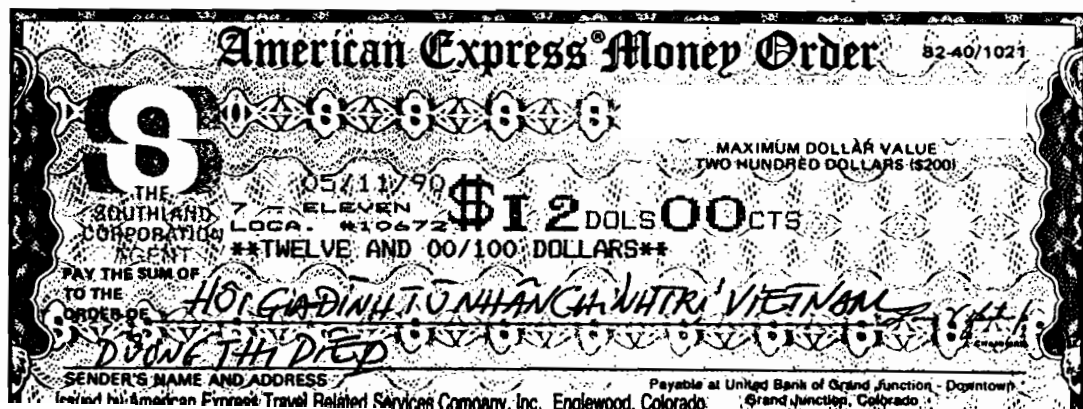 American Express® Money Order
82-40/1021
8
MAXIMUM DOLLAR VALUE
TWO HUNDRED DOLLARS ($200)
THE
SOUTHLAND
CORPORATION
AGENT
05/11/90
7 - ELEVEN
LOCA. #10672
$12 DOLS 00 CTS
**TWELVE AND 00/100 DOLLARS**
PAY THE SUM OF
TO THE
ORDER OF
HỘI GIA ĐÌNH TÙ NHÂN CHÍNH TRỊ VIETNAM
DƯƠNG THỊ DIỆP
SENDER'S NAME AND ADDRESS
Issued by American Express Travel Related Services Company, Inc. Englewood, Colorado
Payable at United Bank of Grand Junction - Downtown
Grand Junction, Colorado